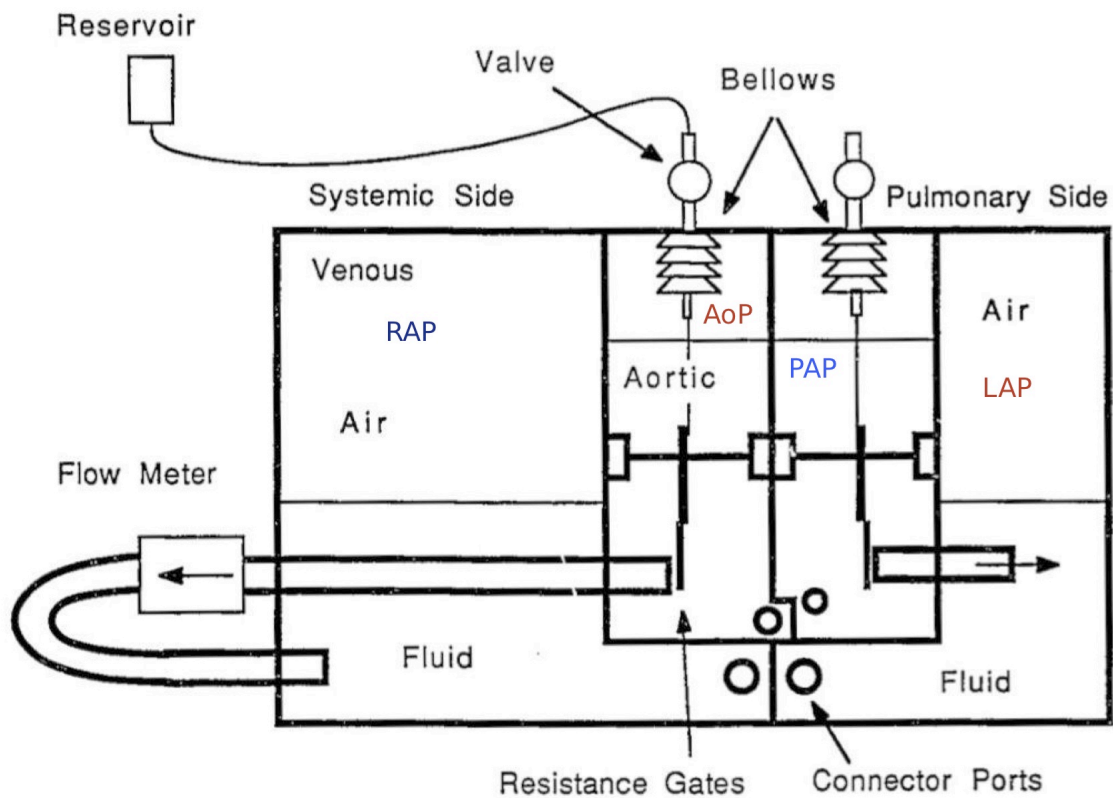 Reservoir
Valve
Bellows
Systemic Side
Pulmonary Side
Venous
RAP
AoP
Air
Aortic
PAP
LAP
Air
Flow Meter
Fluid
Fluid
Resistance Gates
Connector Ports